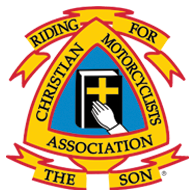 RIDING FOR
CHRISTIAN MOTORCYCLISTS
ASSOCIATION
THE SON
®